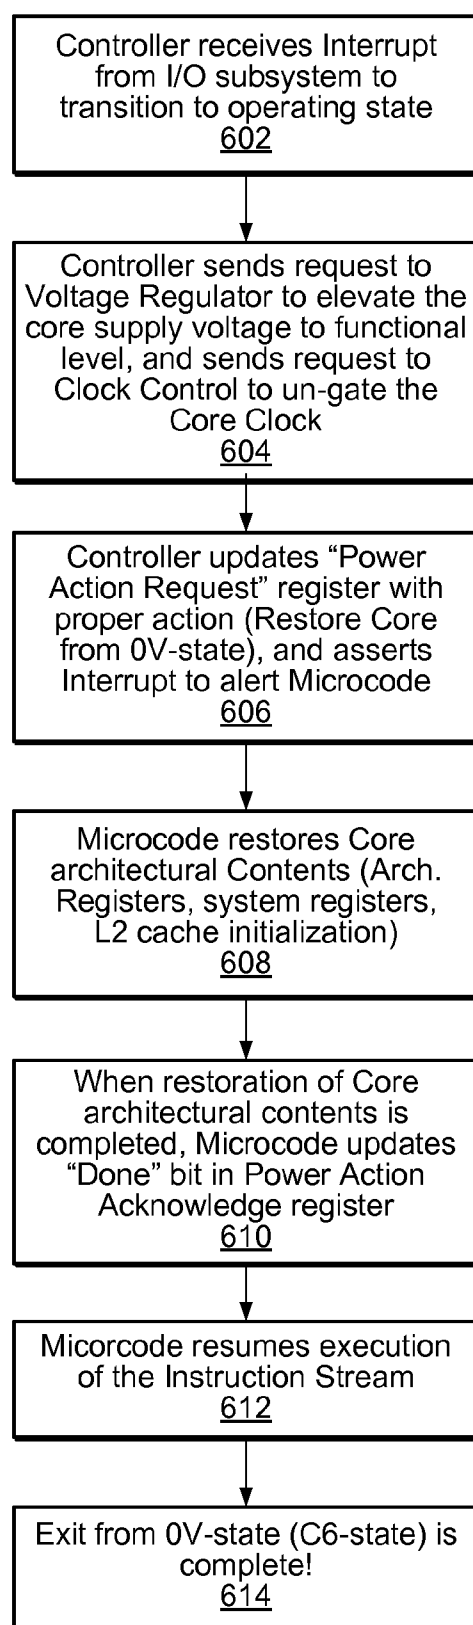 Controller receives Interrupt
from I/O subsystem to
transition to operating state
602
Controller sends request to
Voltage Regulator to elevate the
core supply voltage to functional
level, and sends request to
Clock Control to un-gate the
Core Clock
604
Controller updates “Power
Action Request” register with
proper action (Restore Core
from 0V-state), and asserts
Interrupt to alert Microcode
606
Microcode restores Core
architectural Contents (Arch.
Registers, system registers,
L2 cache initialization)
608
When restoration of Core
architectural contents is
completed, Microcode updates
“Done” bit in Power Action
Acknowledge register
610
Micorcode resumes execution
of the Instruction Stream
612
Exit from 0V-state (C6-state) is
complete!
614